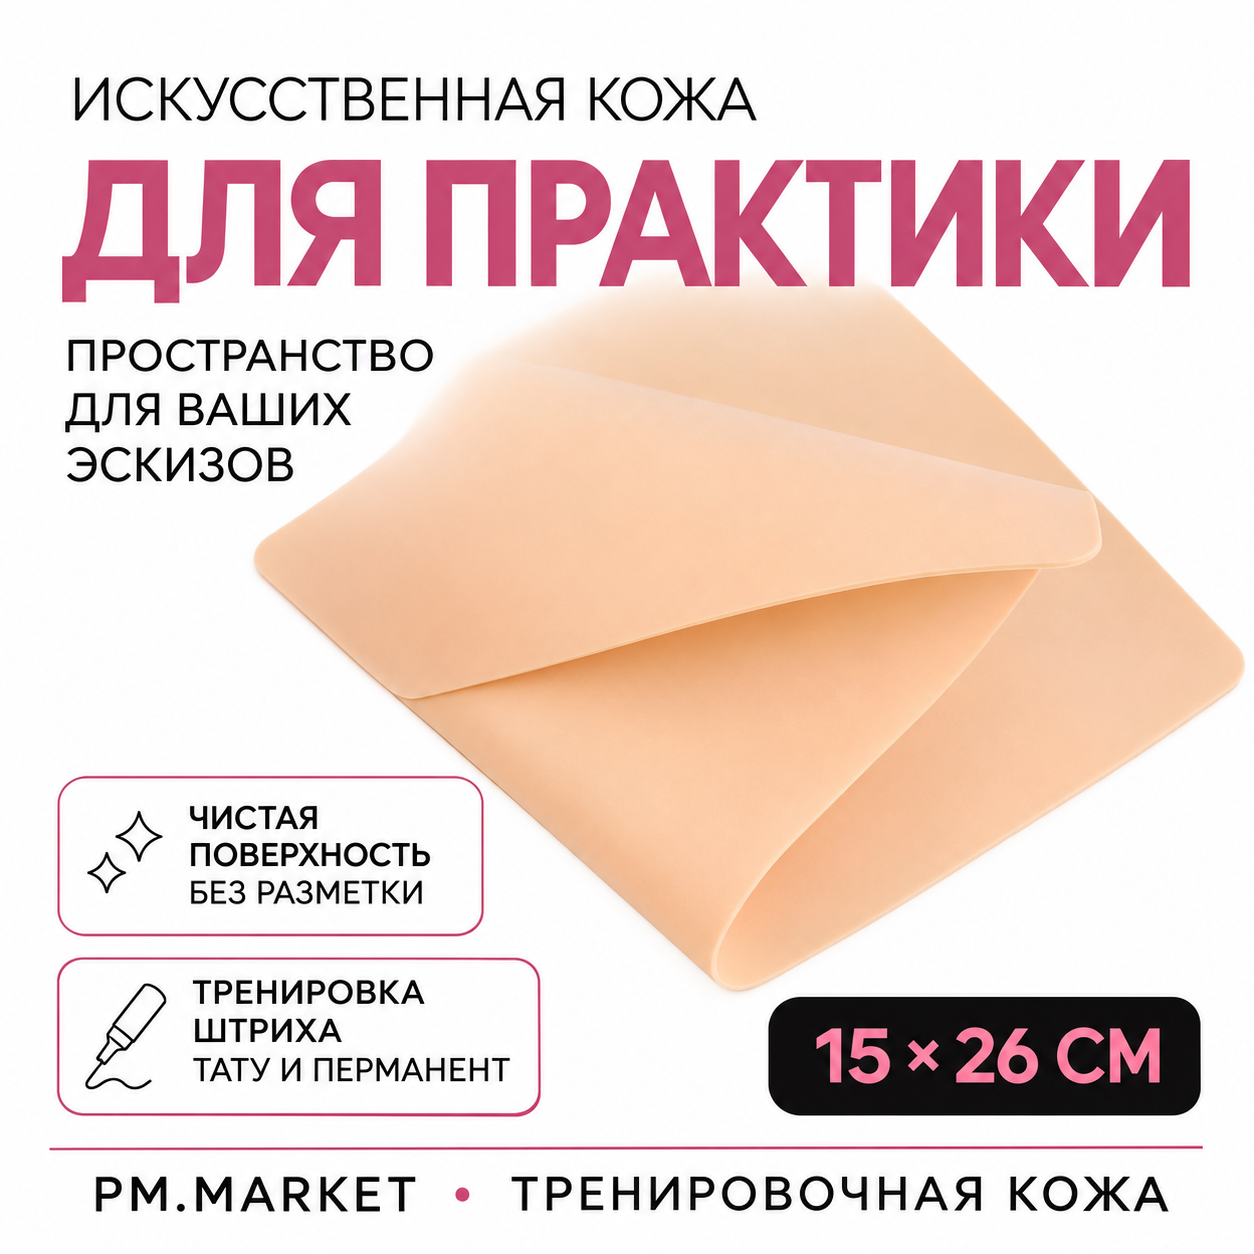 ИСКУССТВЕННАЯ КОЖА
ДЛЯ ПРАКТИКИ
ПРОСТРАНСТВО
ДЛЯ ВАШИХ
ЭСКИЗОВ
ЧИСТАЯ
ПОВЕРХНОСТЬ
БЕЗ РАЗМЕТКИ
ТРЕНИРОВКА
ШТРИХА
ТАТУ И ПЕРМАНЕНТ
15 × 26 СМ
PM.MARKET • ТРЕНИРОВОЧНАЯ КОЖА